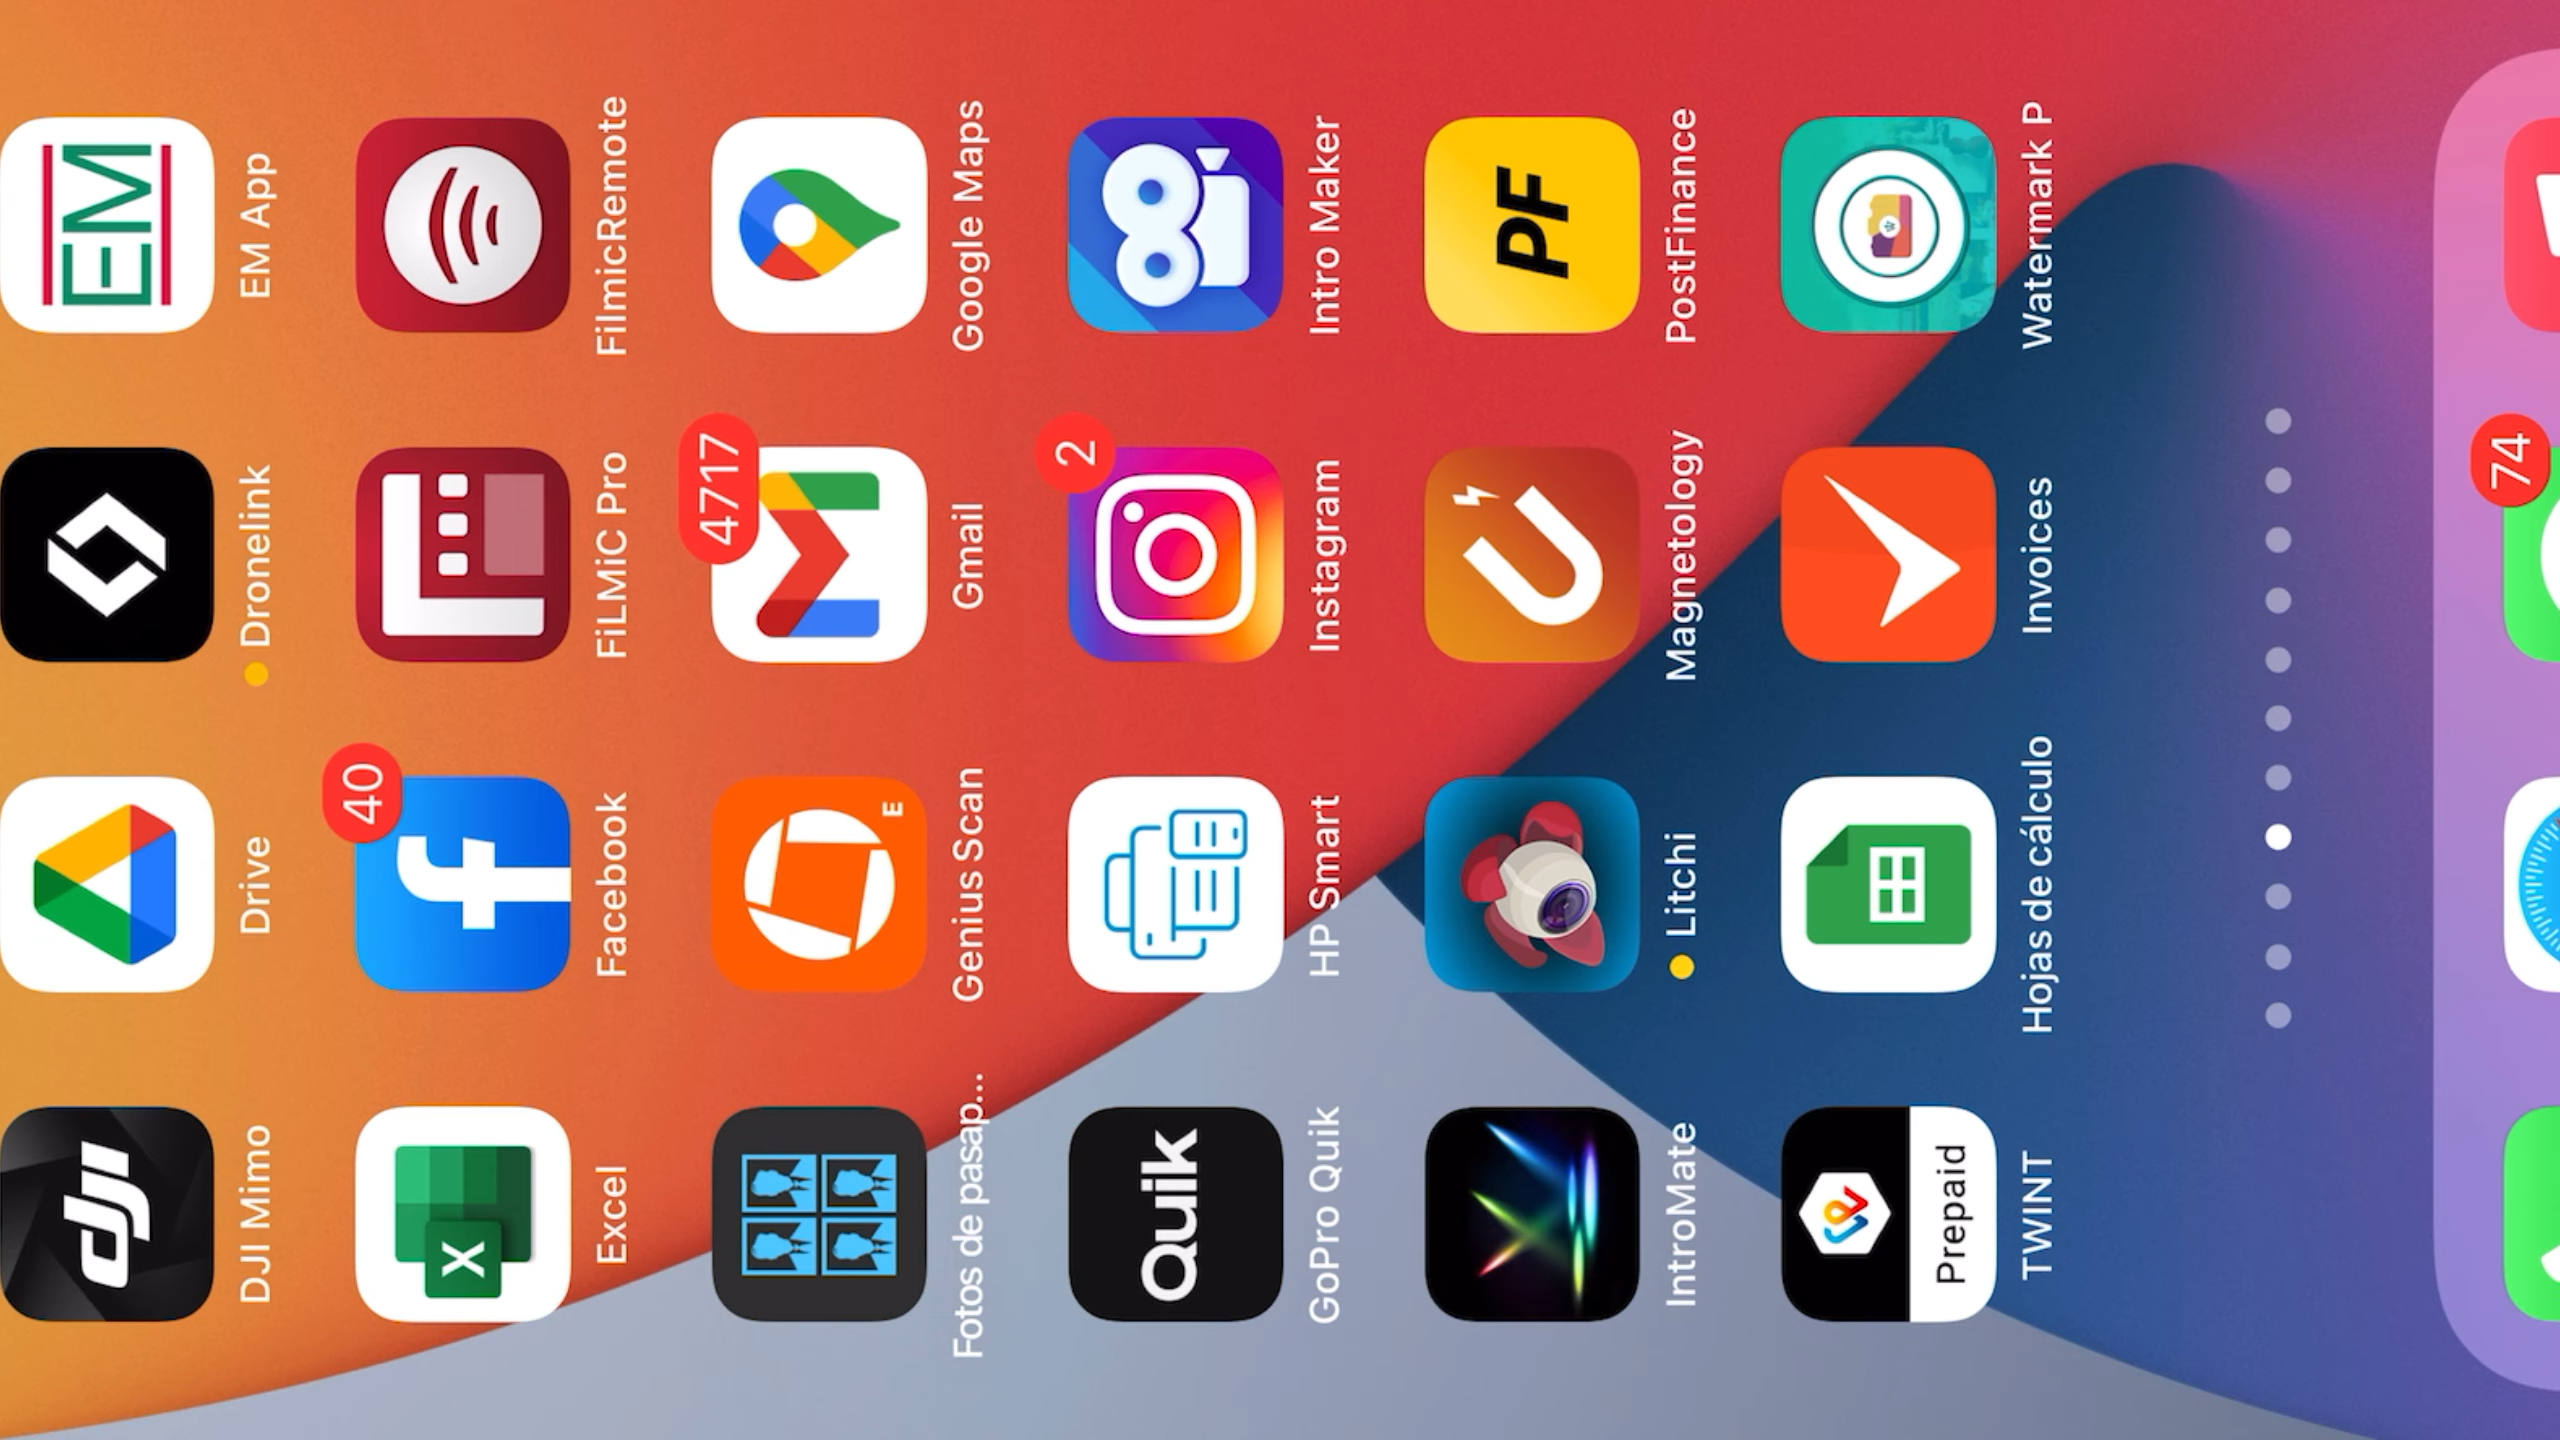 dji
DJI Mimo
Drive
Dronelink
EM
EM App
X
Excel
40
f
Facebook
FiLMiC Pro
FilmicRemote
Fotos de pasap...
E
Genius Scan
4717
Gmail
Google Maps
Quik
GoPro Quik
HP Smart
2
Instagram
Intro Maker
IntroMate
Litchi
Magnetology
PF
PostFinance
Prepaid
TWINT
Hojas de cálculo
Invoices
Watermark P
74